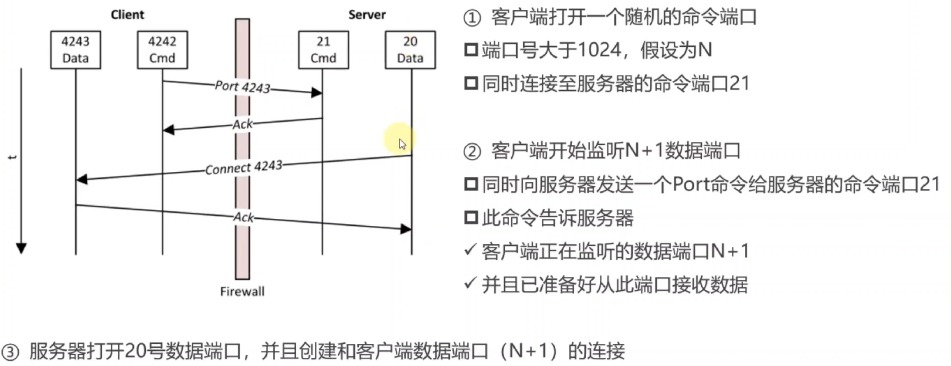 Client
Server
4243
Data
4242
Cmd
21
Cmd
20
Data
Port 4243
Ack
Connect 4243
Ack
t
Firewall
① 客户端打开一个随机的命令端口
端口号大于1024，假设为N
同时连接至服务器的命令端口21
② 客户端开始监听N+1数据端口
同时向服务器发送一个Port命令给服务器的命令端口21
此命令告诉服务器
✓ 客户端正在监听的数据端口N+1
✓ 并且已准备好从此端口接收数据
③ 服务器打开20号数据端口，并且创建和客户端数据端口（N+1）的连接